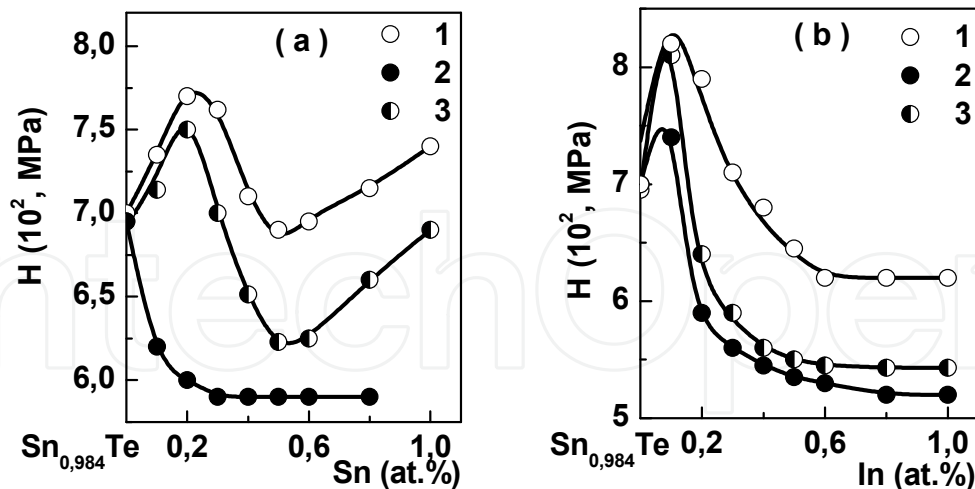 ( a )
1
2
3
8,0
7,5
7,0
6,5
6,0
H (10², MPa)
Sn₀,₉₈₄Te 0,2 0,6 1,0
Sn (at.%)
( b )
1
2
3
8
7
6
5
H (10², MPa)
Sn₀,₉₈₄Te 0,2 0,6 1,0
In (at.%)
ntechOpen